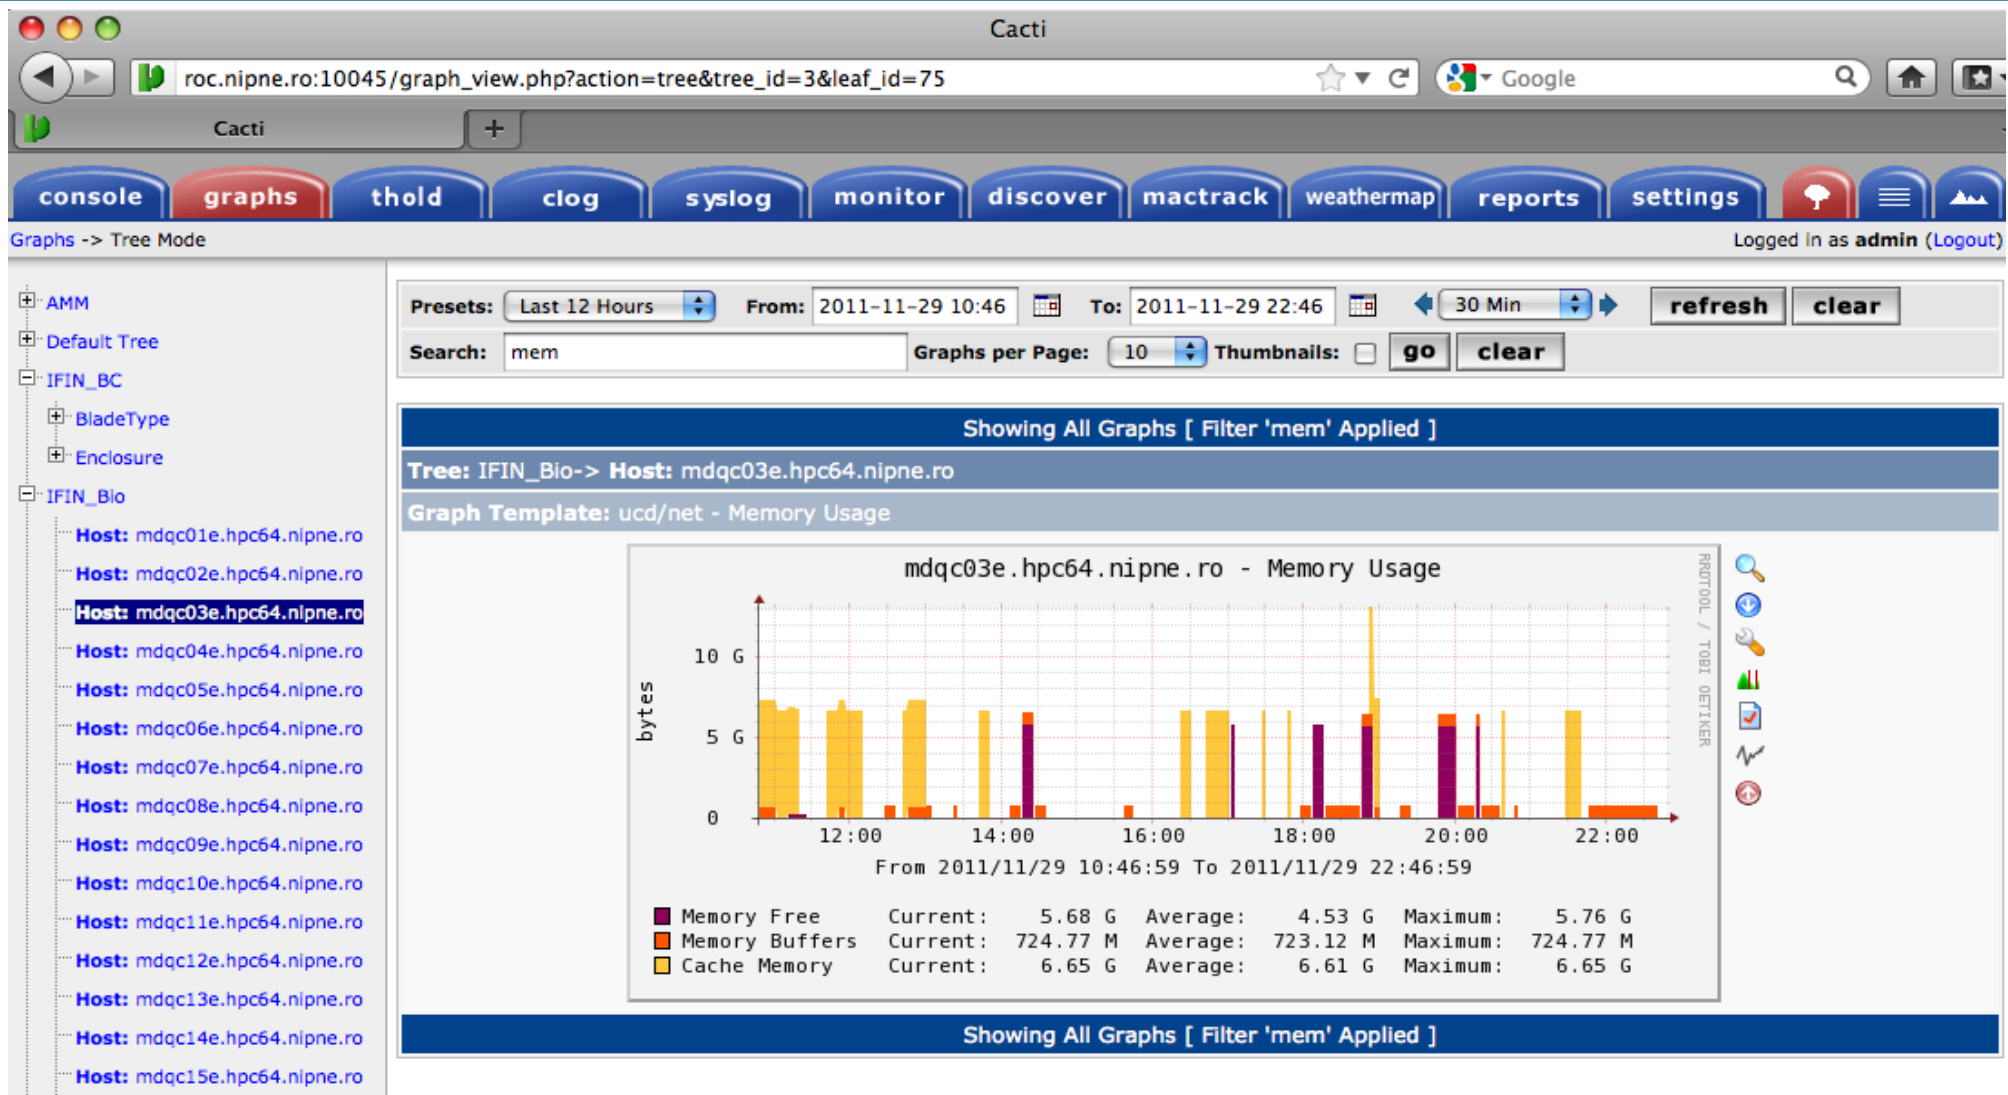 Cacti
roc.nipne.ro:10045/graph_view.php?action=tree&tree_id=3&leaf_id=75
Google
Cacti
+
console graphs thold clog syslog monitor discover mactrack weathermap reports settings
Graphs -> Tree Mode
Logged in as admin (Logout)
AMM
Default Tree
IFIN_BC
BladeType
Enclosure
IFIN_Bio
Host: mdqc01e.hpc64.nipne.ro
Host: mdqc02e.hpc64.nipne.ro
Host: mdqc03e.hpc64.nipne.ro
Host: mdqc04e.hpc64.nipne.ro
Host: mdqc05e.hpc64.nipne.ro
Host: mdqc06e.hpc64.nipne.ro
Host: mdqc07e.hpc64.nipne.ro
Host: mdqc08e.hpc64.nipne.ro
Host: mdqc09e.hpc64.nipne.ro
Host: mdqc10e.hpc64.nipne.ro
Host: mdqc11e.hpc64.nipne.ro
Host: mdqc12e.hpc64.nipne.ro
Host: mdqc13e.hpc64.nipne.ro
Host: mdqc14e.hpc64.nipne.ro
Host: mdqc15e.hpc64.nipne.ro
Presets: Last 12 Hours From: 2011-11-29 10:46 To: 2011-11-29 22:46 30 Min refresh clear
Search: mem Graphs per Page: 10 Thumbnails: go clear
Showing All Graphs [ Filter 'mem' Applied ]
Tree: IFIN_Bio-> Host: mdqc03e.hpc64.nipne.ro
Graph Template: ucd/net - Memory Usage
mdqc03e.hpc64.nipne.ro - Memory Usage
RRDTOOL / TOBI OETIKER
bytes
10 G
5 G
0
12:00 14:00 16:00 18:00 20:00 22:00
From 2011/11/29 10:46:59 To 2011/11/29 22:46:59
Memory Free Current: 5.68 G Average: 4.53 G Maximum: 5.76 G
Memory Buffers Current: 724.77 M Average: 723.12 M Maximum: 724.77 M
Cache Memory Current: 6.65 G Average: 6.61 G Maximum: 6.65 G
Showing All Graphs [ Filter 'mem' Applied ]